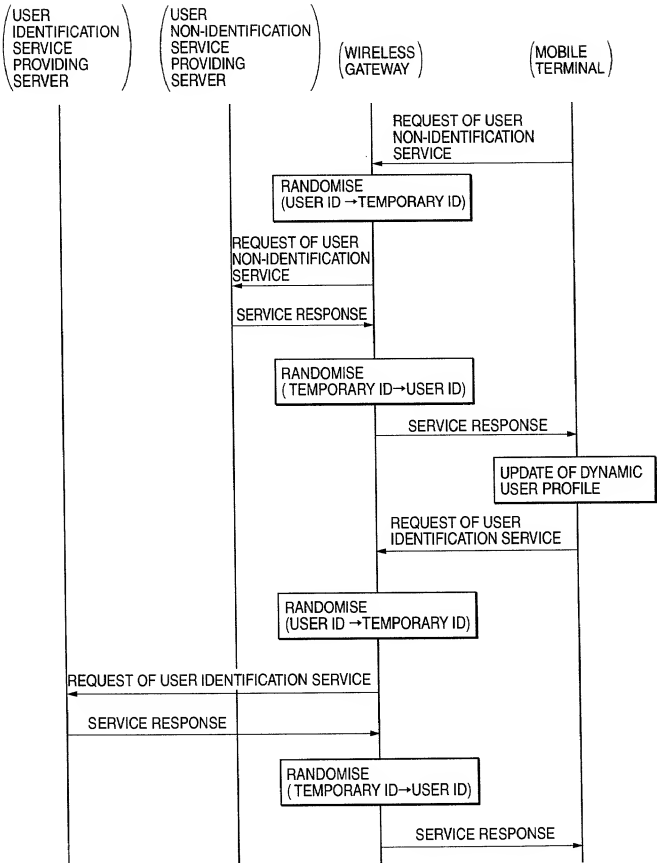 USER
IDENTIFICATION
SERVICE
PROVIDING
SERVER
USER
NON-IDENTIFICATION
SERVICE
PROVIDING
SERVER
(WIRELESS
GATEWAY)
(MOBILE
TERMINAL)
REQUEST OF USER
NON-IDENTIFICATION
SERVICE
RANDOMISE
(USER ID →TEMPORARY ID)
REQUEST OF USER
NON-IDENTIFICATION
SERVICE
SERVICE RESPONSE
RANDOMISE
( TEMPORARY ID→USER ID)
SERVICE RESPONSE
UPDATE OF DYNAMIC
USER PROFILE
REQUEST OF USER
IDENTIFICATION SERVICE
RANDOMISE
(USER ID →TEMPORARY ID)
REQUEST OF USER IDENTIFICATION SERVICE
SERVICE RESPONSE
RANDOMISE
( TEMPORARY ID→USER ID)
SERVICE RESPONSE